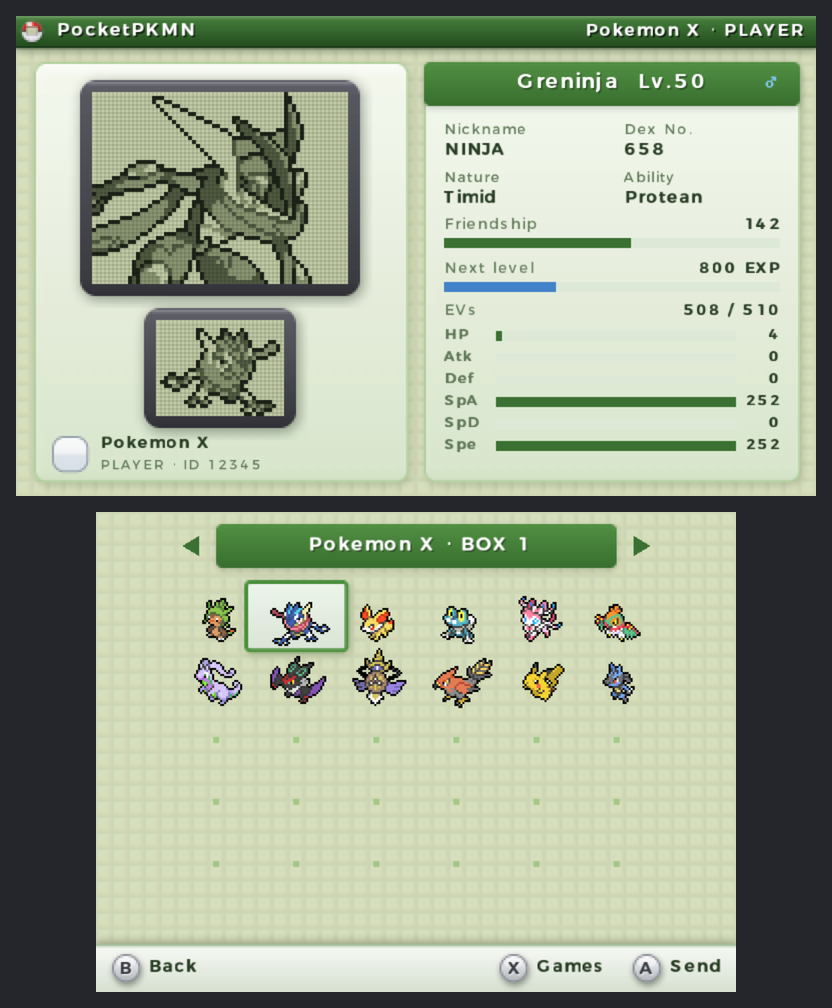 PocketPKMN
Pokemon X · PLAYER
Greninja Lv.50 ♂
Nickname Dex No.
NINJA 658
Nature Ability
Timid Protean
Friendship 142
Next level 800 EXP
EVs 508 / 510
HP 4
Atk 0
Def 0
SpA 252
SpD 0
Spe 252
Pokemon X
PLAYER · ID 12345
Pokemon X · BOX 1
B Back X Games A Send